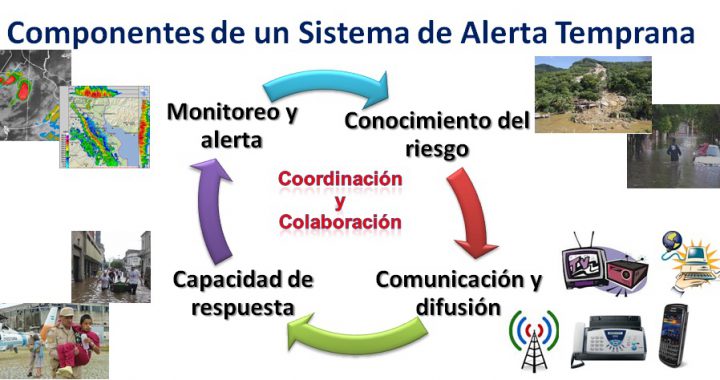 Componentes de un Sistema de Alerta Temprana
Monitoreo y
alerta
Conocimiento del
riesgo
Coordinación
y
Colaboración
Capacidad de
respuesta
Comunicación y
difusión